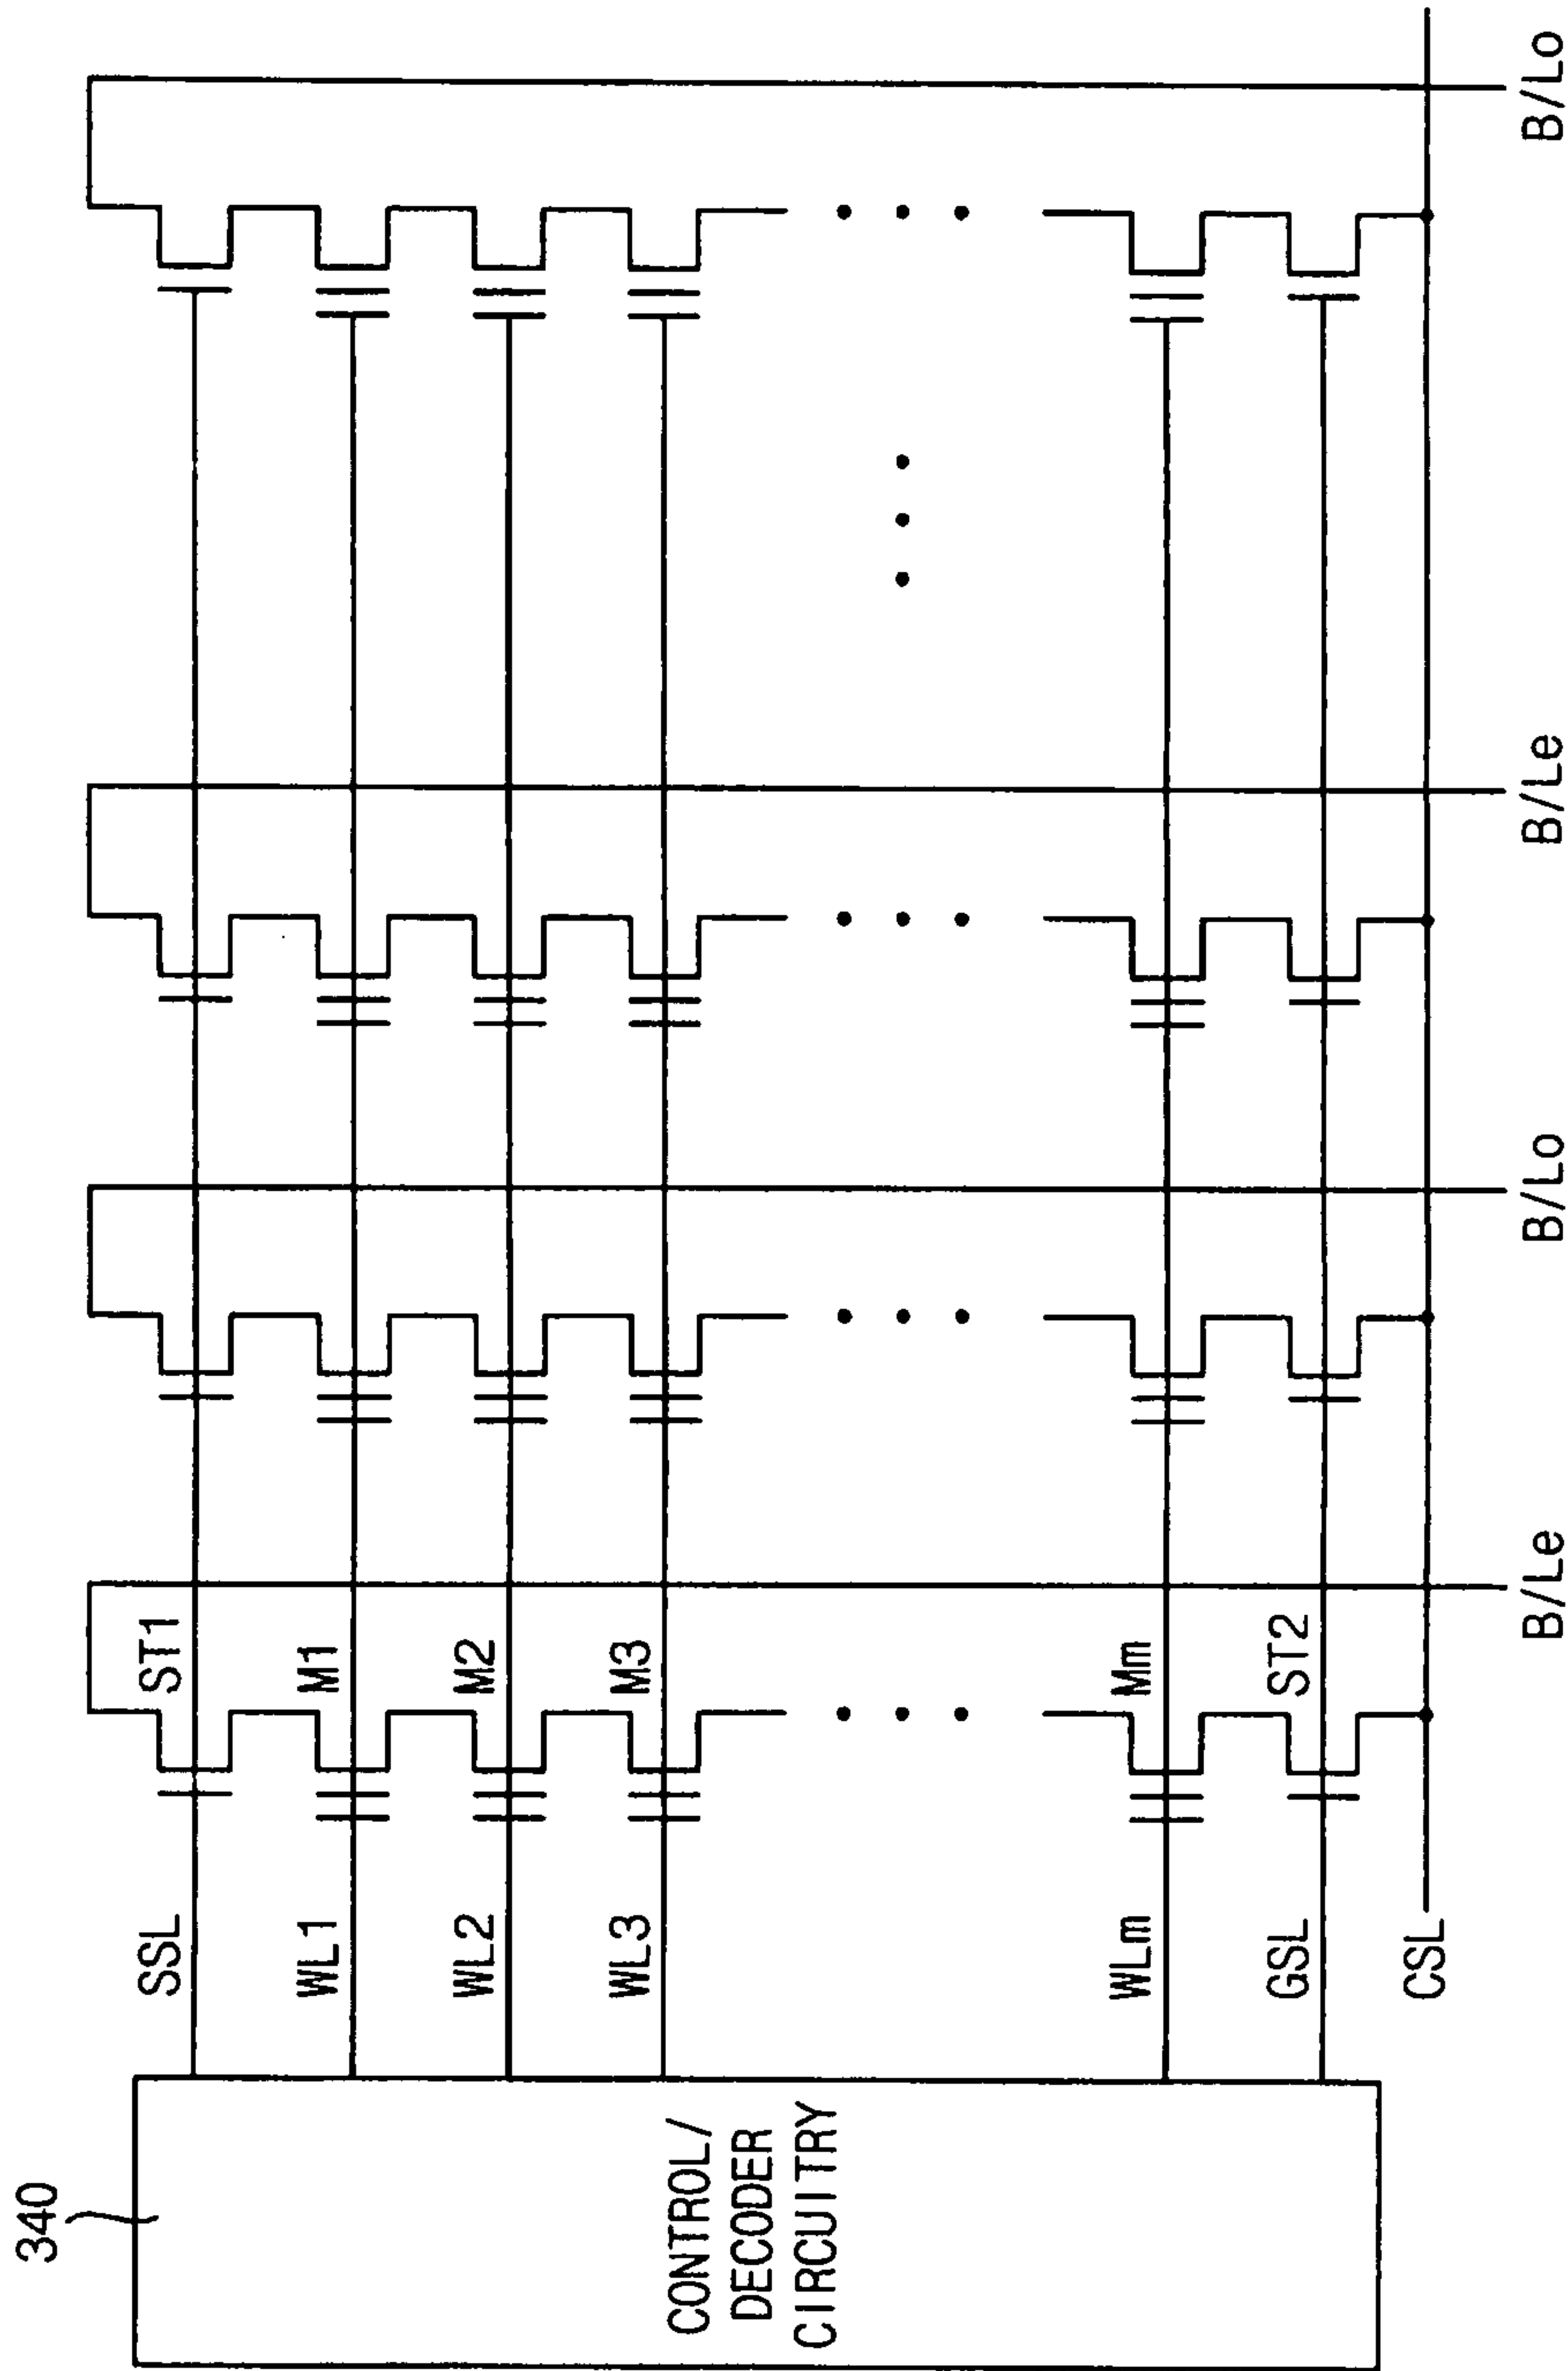 340
CONTROL/
DECODER
CIRCUITRY
SSL
ST1
WL1
M1
WL2
M2
WL3
M3
WLm
Mm
GSL
ST2
CSL
B/Le
B/Lo
B/Le
B/Lo